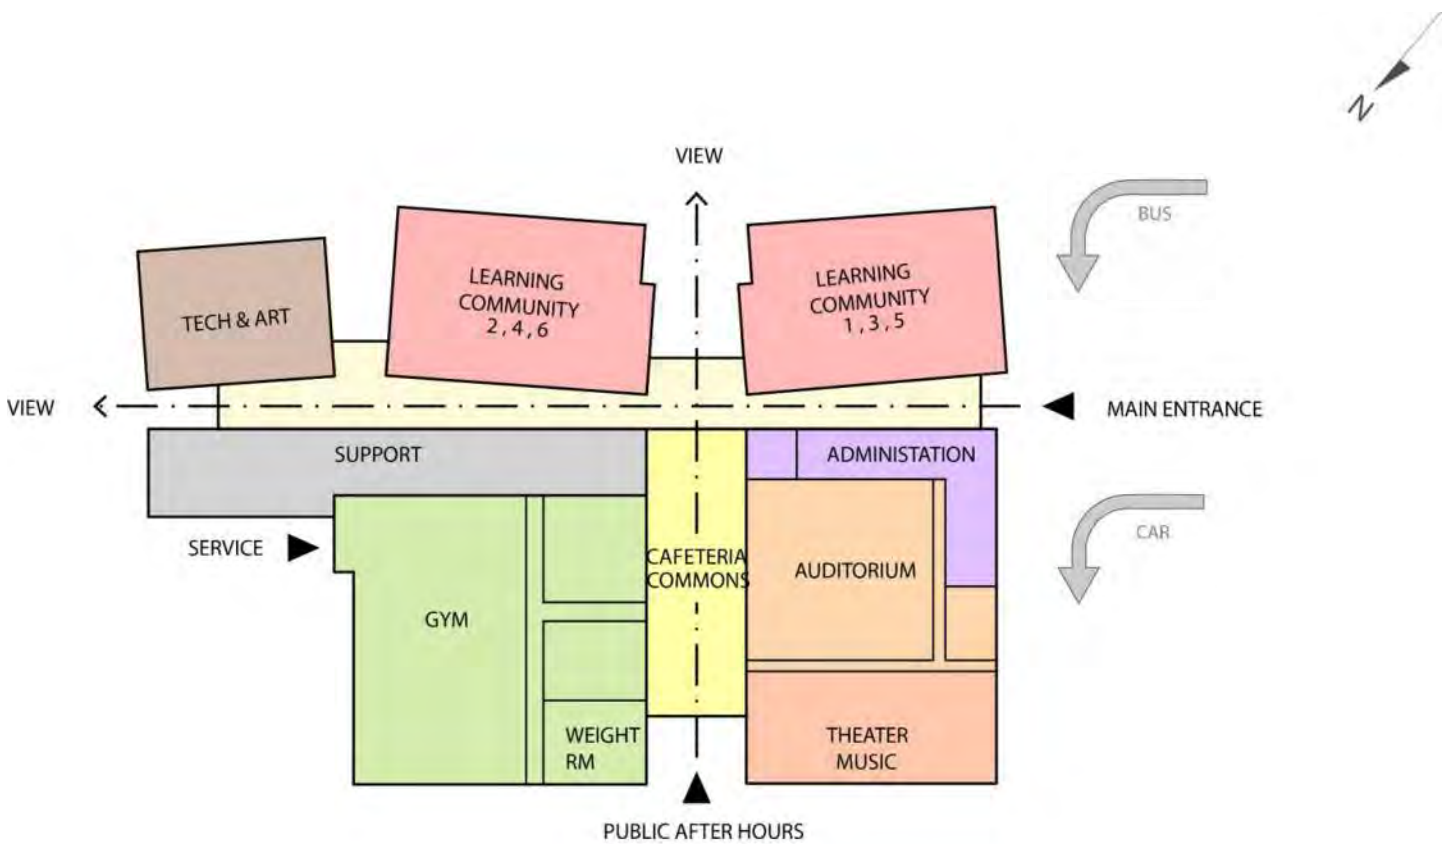 N
VIEW
BUS
LEARNING
COMMUNITY
2 , 4 , 6
LEARNING
COMMUNITY
1 , 3 , 5
TECH & ART
VIEW
MAIN ENTRANCE
SUPPORT
ADMINISTATION
CAR
SERVICE
CAFETERIA
COMMONS
AUDITORIUM
GYM
WEIGHT
RM
THEATER
MUSIC
PUBLIC AFTER HOURS